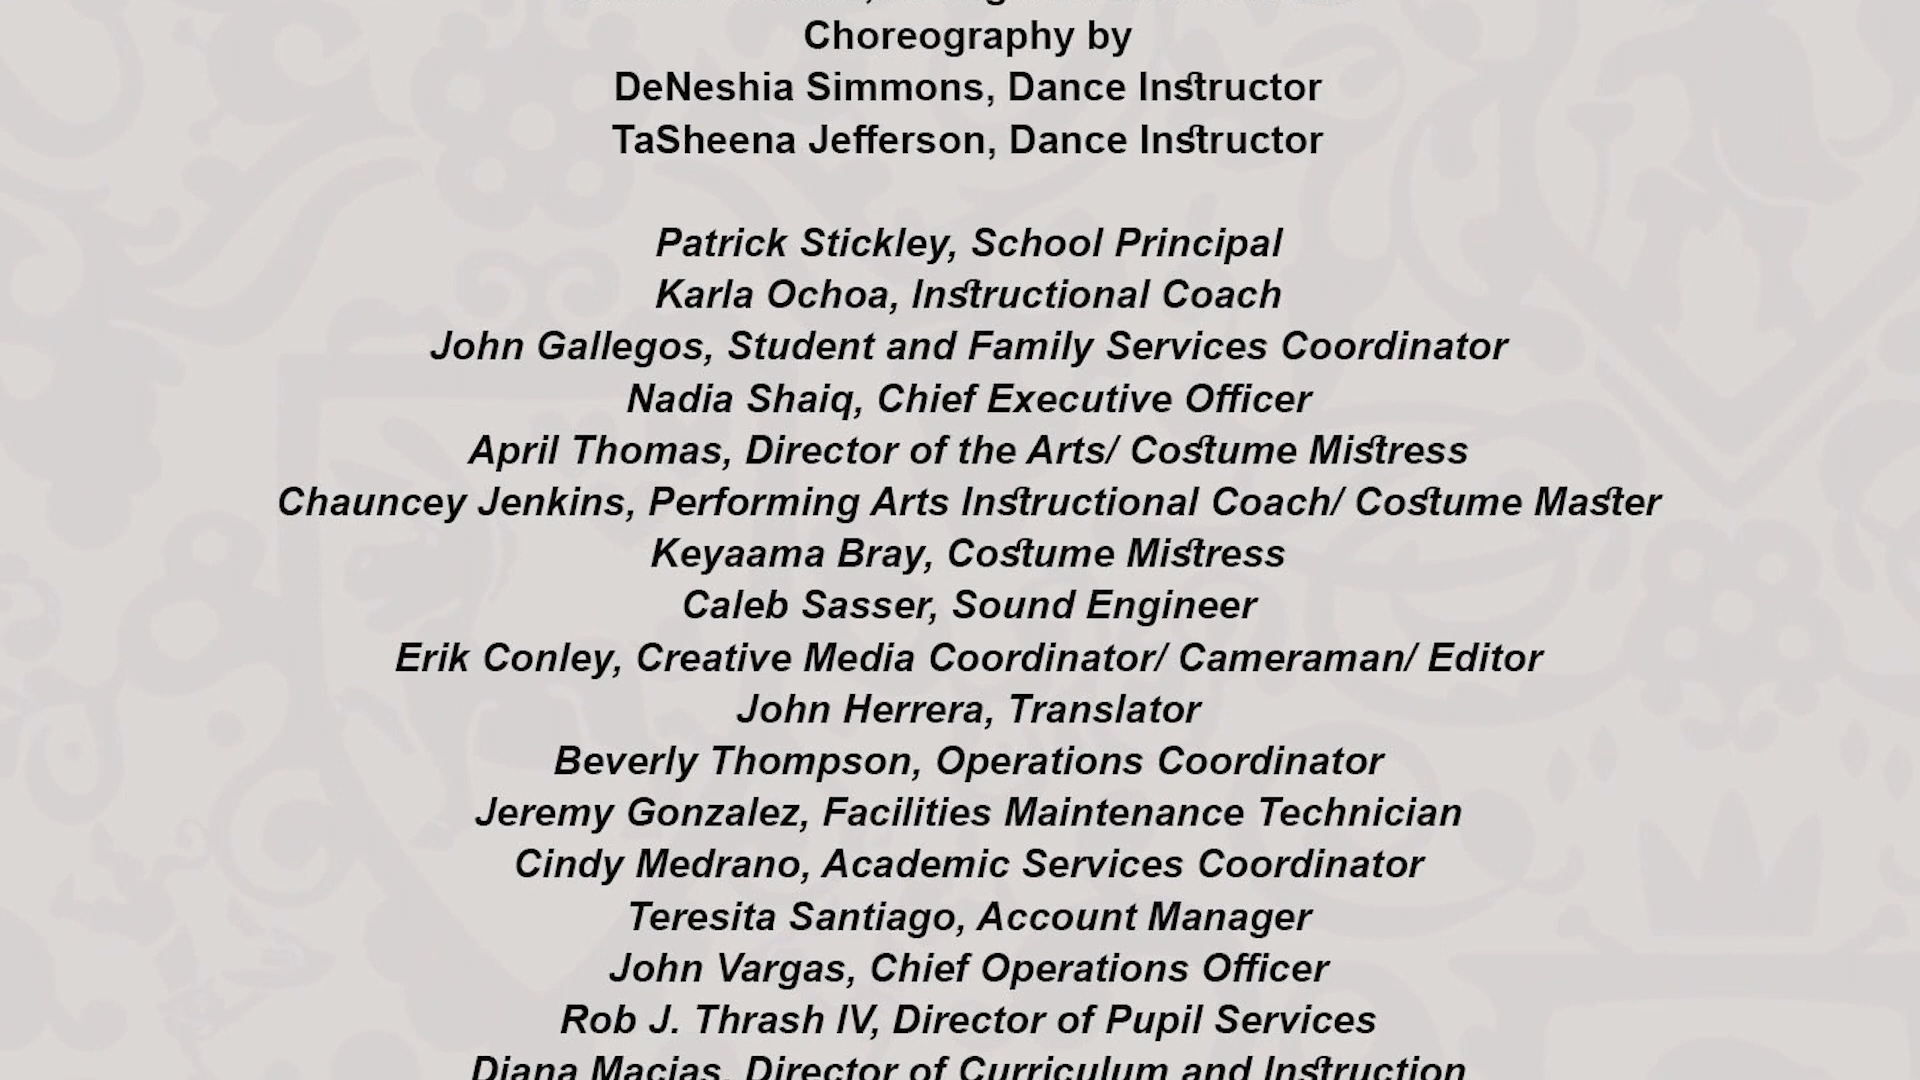 Choreography by
DeNeshia Simmons, Dance Instructor
TaSheena Jefferson, Dance Instructor
Patrick Stickley, School Principal
Karla Ochoa, Instructional Coach
John Gallegos, Student and Family Services Coordinator
Nadia Shaiq, Chief Executive Officer
April Thomas, Director of the Arts/ Costume Mistress
Chauncey Jenkins, Performing Arts Instructional Coach/ Costume Master
Keyaama Bray, Costume Mistress
Caleb Sasser, Sound Engineer
Erik Conley, Creative Media Coordinator/ Cameraman/ Editor
John Herrera, Translator
Beverly Thompson, Operations Coordinator
Jeremy Gonzalez, Facilities Maintenance Technician
Cindy Medrano, Academic Services Coordinator
Teresita Santiago, Account Manager
John Vargas, Chief Operations Officer
Rob J. Thrash IV, Director of Pupil Services
Diana Macias, Director of Curriculum and Instruction